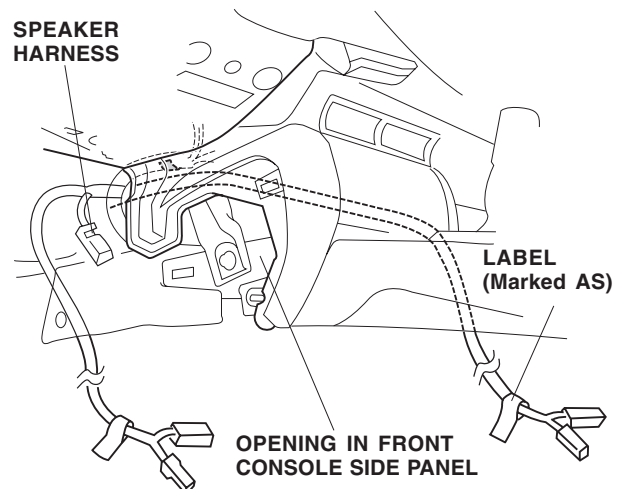 SPEAKER
HARNESS
LABEL
(Marked AS)
OPENING IN FRONT
CONSOLE SIDE PANEL